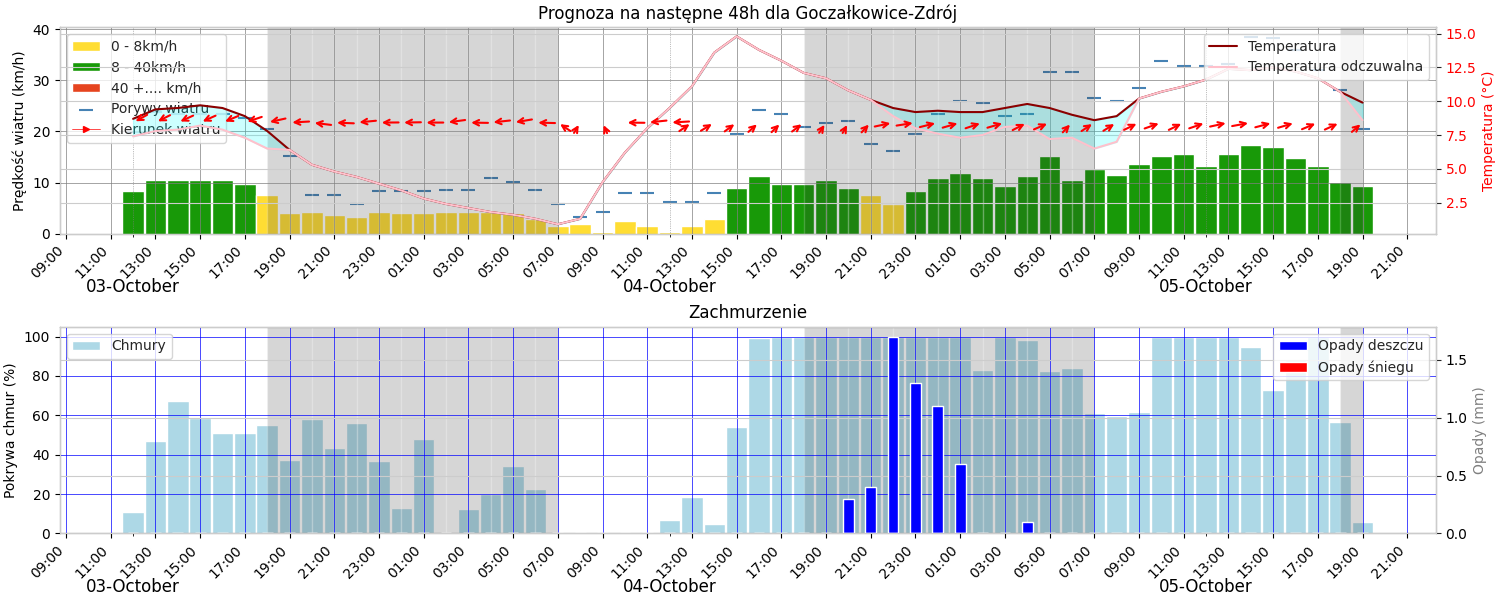 Prognoza na następne 48h dla Goczałkowice-Zdrój
Prędkość wiatru (km/h)
40
30
20
10
0
0 - 8km/h
8 - 40km/h
40 +.... km/h
Porywy wiatru
Kierunek wiatru
Temperatura
Temperatura odczuwalna
15.0
12.5
10.0
7.5
5.0
2.5
Temperatura (°C)
09:00 11:00 13:00 15:00 17:00 19:00 21:00 23:00 01:00 03:00 05:00 07:00 09:00 11:00 13:00 15:00 17:00 19:00 21:00 23:00 01:00 03:00 05:00 07:00 09:00 11:00 13:00 15:00 17:00 19:00 21:00
03-October 04-October 05-October
Zachmurzenie
Pokrywa chmur (%)
100
80
60
40
20
0
Chmury
Opady deszczu
Opady śniegu
1.5
1.0
0.5
0.0
Opady (mm)
09:00 11:00 13:00 15:00 17:00 19:00 21:00 23:00 01:00 03:00 05:00 07:00 09:00 11:00 13:00 15:00 17:00 19:00 21:00 23:00 01:00 03:00 05:00 07:00 09:00 11:00 13:00 15:00 17:00 19:00 21:00
03-October 04-October 05-October